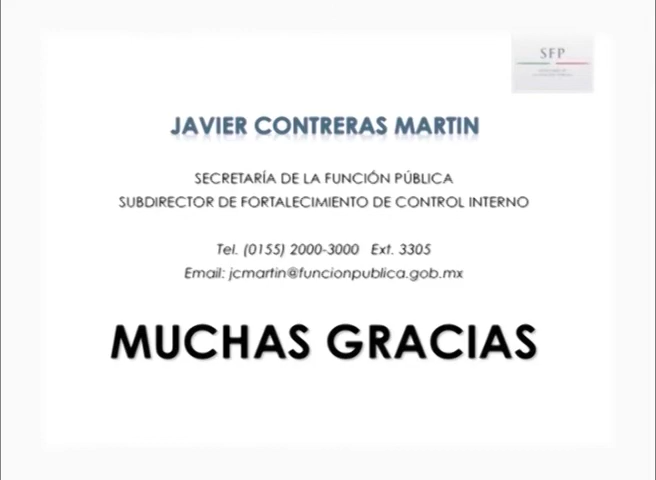 SFP
JAVIER CONTRERAS MARTIN
SECRETARÍA DE LA FUNCIÓN PÚBLICA
SUBDIRECTOR DE FORTALECIMIENTO DE CONTROL INTERNO
Tel. (0155) 2000-3000 Ext. 3305
Email: jcmartin@funcionpublica.gob.mx
MUCHAS GRACIAS